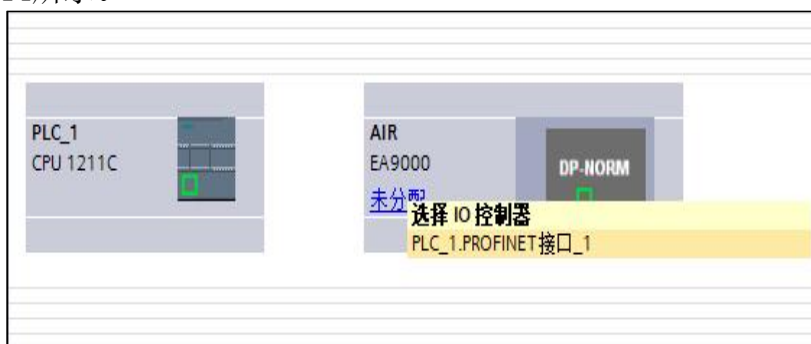 PLC_1
CPU 1211C
AIR
EA9000
DP-NORM
未分配
选择 IO 控制器
PLC_1.PROFINET接口_1